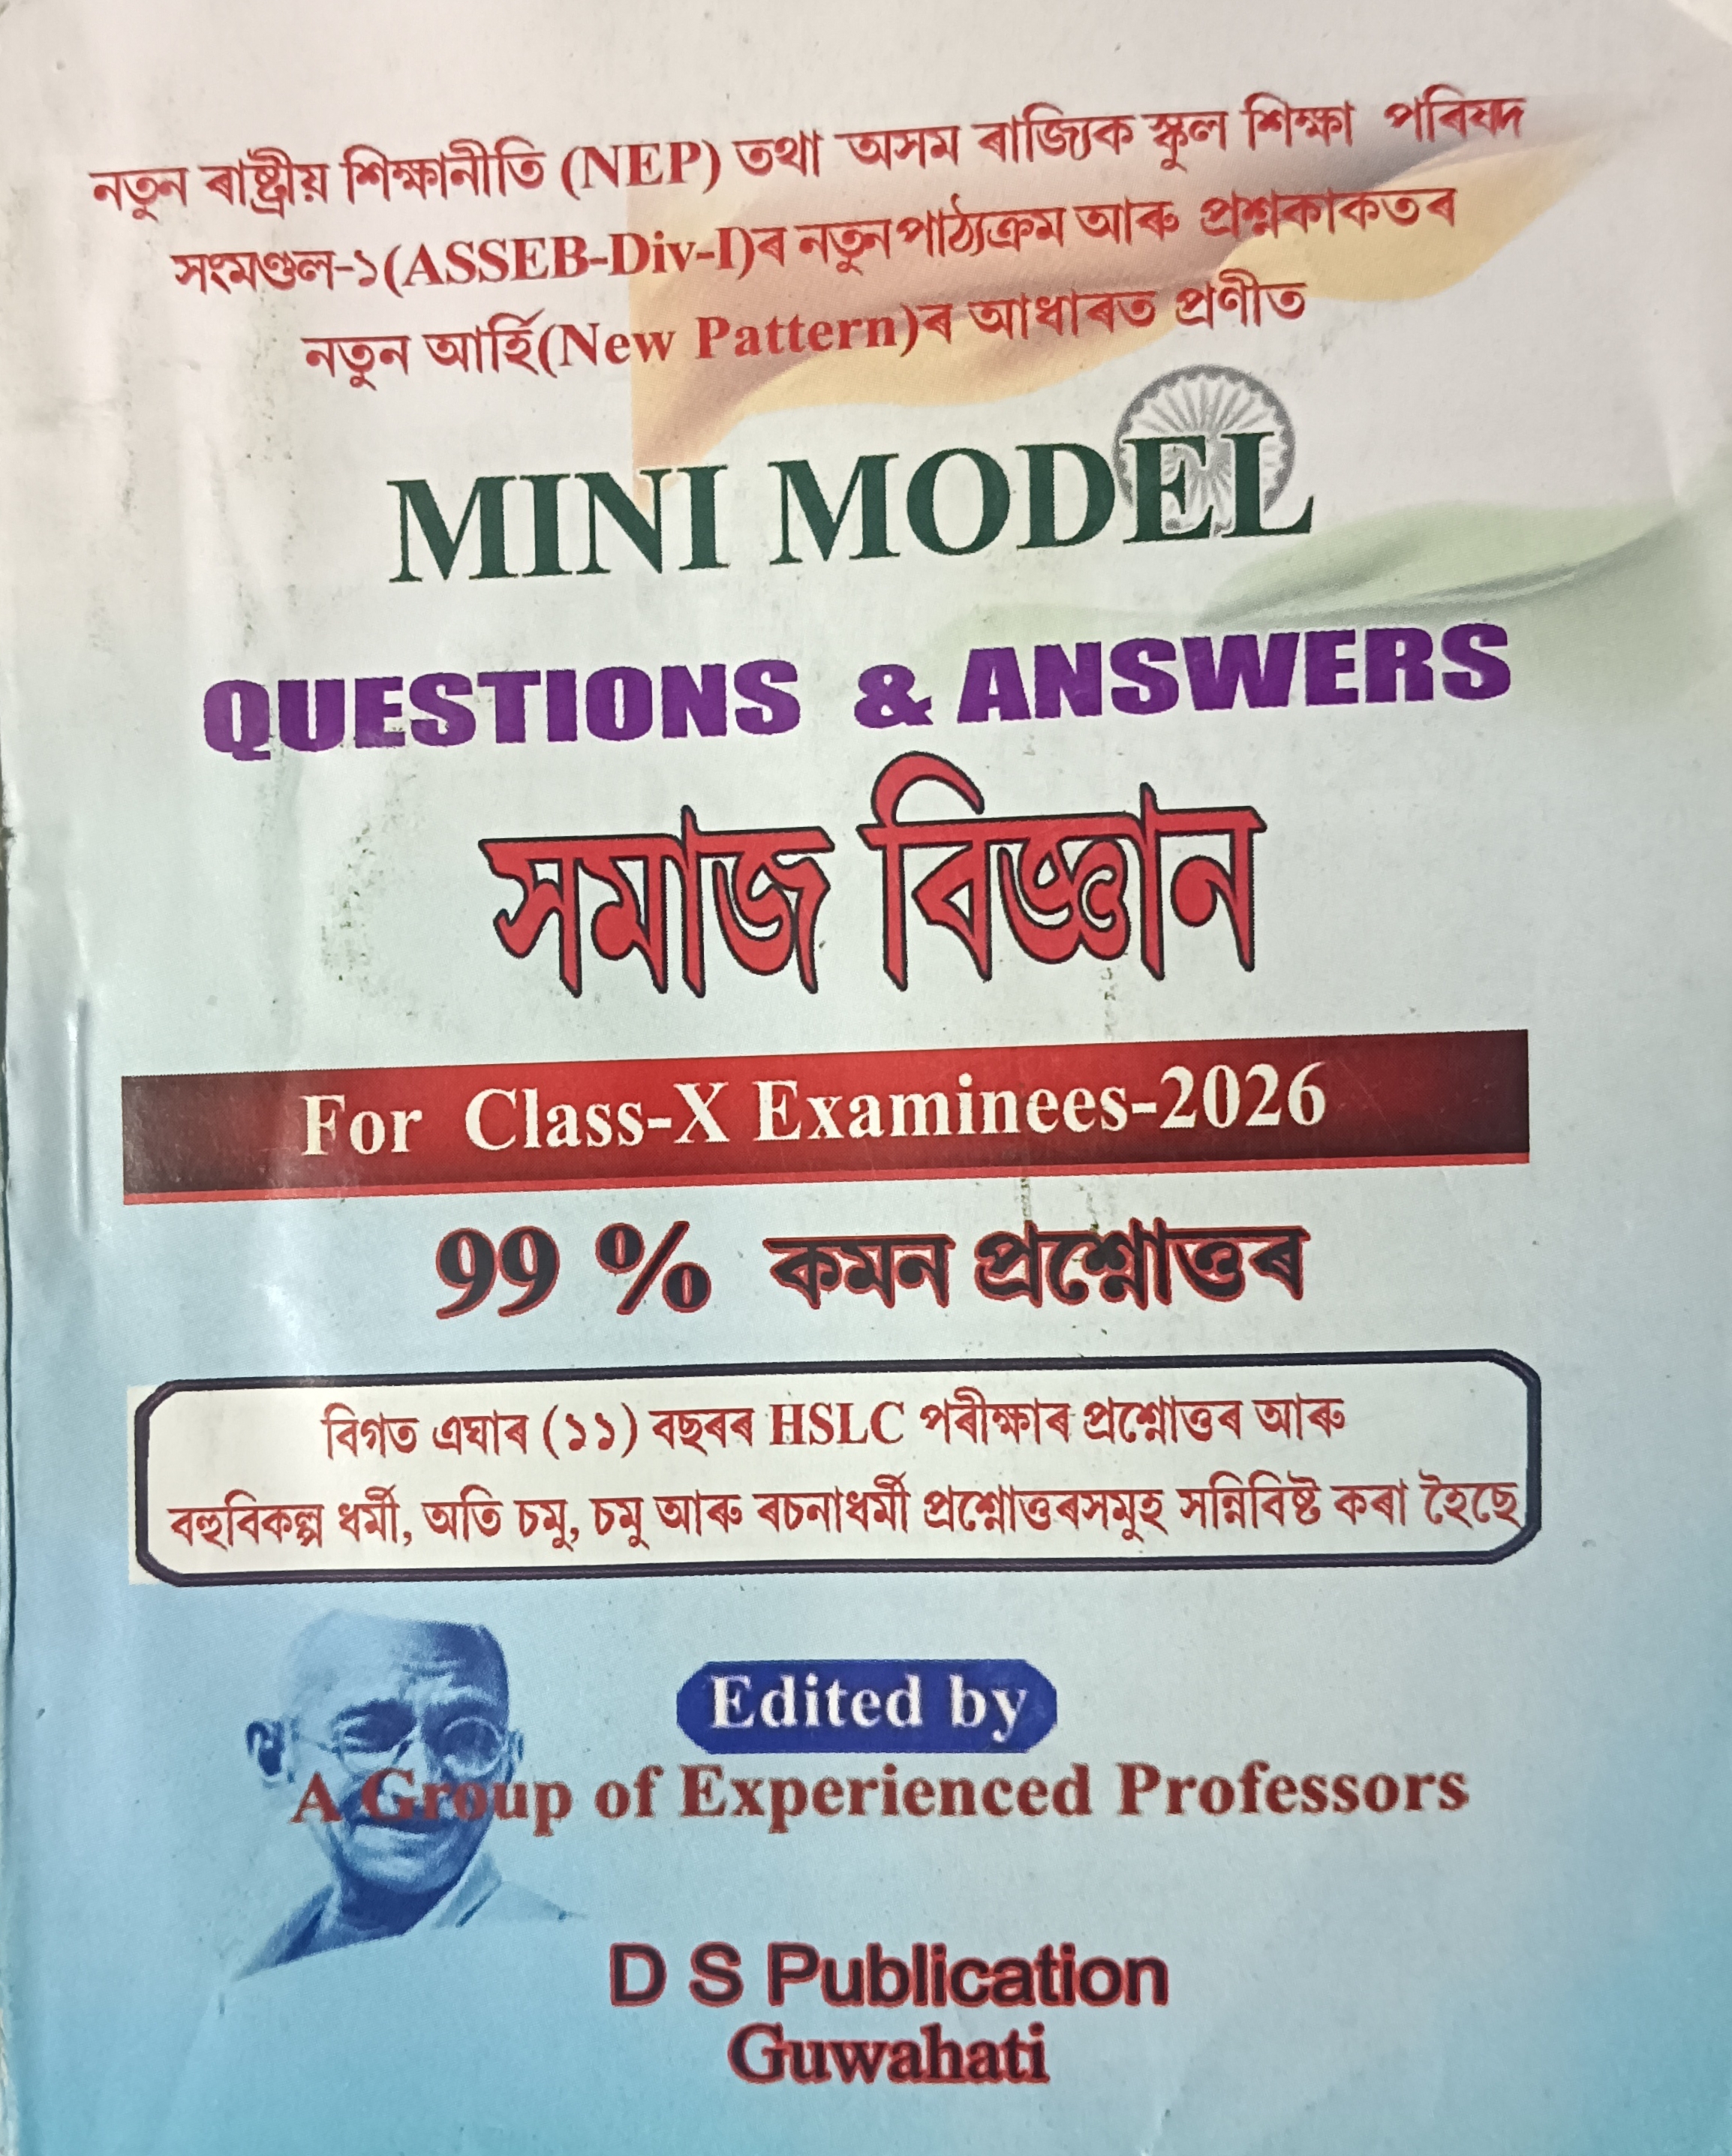 নতুন ৰাষ্ট্ৰীয় শিক্ষানীতি (NEP) তথা অসম ৰাজ্যিক স্কুল শিক্ষা পৰিষদ
সংমণ্ডল-১(ASSEB-Div-I)ৰ নতুন পাঠ্যক্ৰম আৰু প্ৰশ্নকাকতৰ
নতুন আৰ্হি(New Pattern)ৰ আধাৰত প্ৰণীত
MINI MODEL
QUESTIONS & ANSWERS
সমাজ বিজ্ঞান
For Class-X Examinees-2026
99 % কমন প্ৰশ্নোত্তৰ
বিগত এঘাৰ (১১) বছৰৰ HSLC পৰীক্ষাৰ প্ৰশ্নোত্তৰ আৰু
বহুবিকল্প ধৰ্মী, অতি চমু, চমু আৰু ৰচনাধৰ্মী প্ৰশ্নোত্তৰসমুহ সন্নিবিষ্ট কৰা হৈছে
Edited by
A Group of Experienced Professors
D S Publication
Guwahati